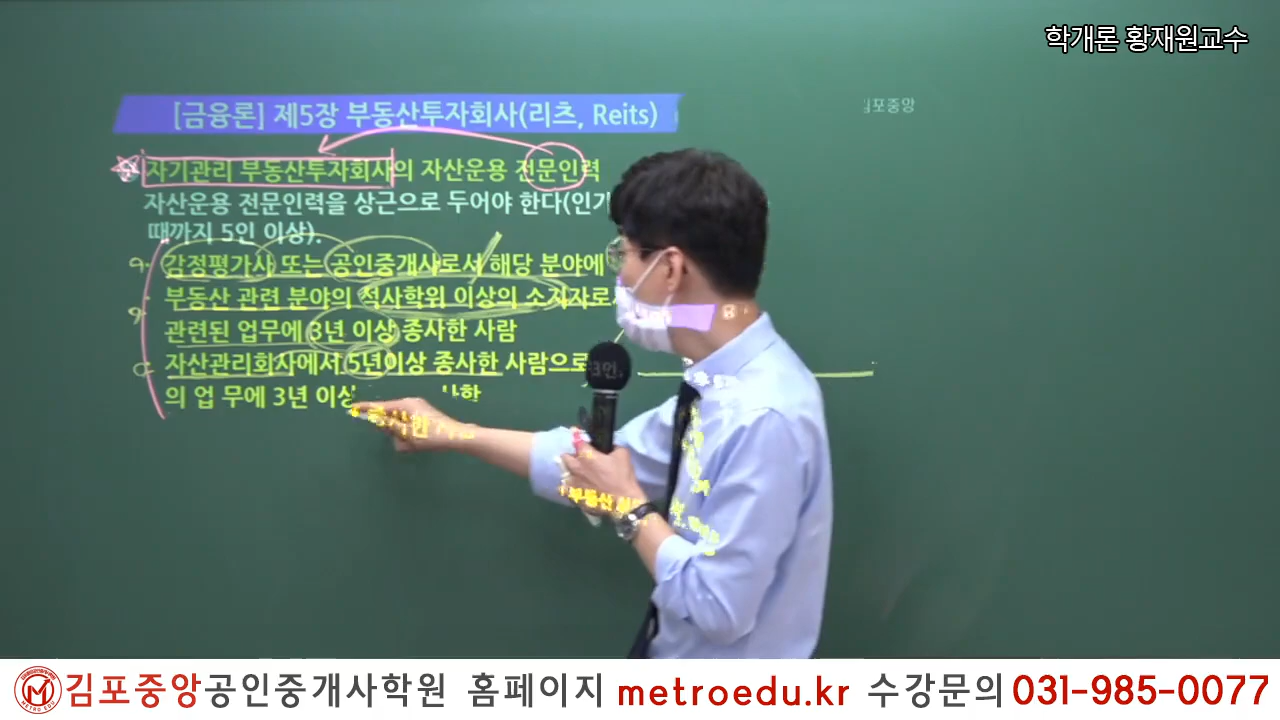 학개론 황재원교수
김포중앙
[금융론] 제5장 부동산투자회사(리츠, Reits)
자기관리 부동산투자회사의 자산운용 전문인력
자산운용 전문인력을 상근으로 두어야 한다(인가
때까지 5인 이상).
a. 감정평가사 또는 공인중개사로서 해당 분야에
부동산 관련 분야의 석사학위 이상의 소지자로서
관련된 업무에 3년 이상 종사한 사람
c 자산관리회사에서 5년이상 종사한 사람으로
의 업 무에 3년 이상
김포중앙공인중개사학원 홈페이지 metroedu.kr 수강문의 031-985-0077